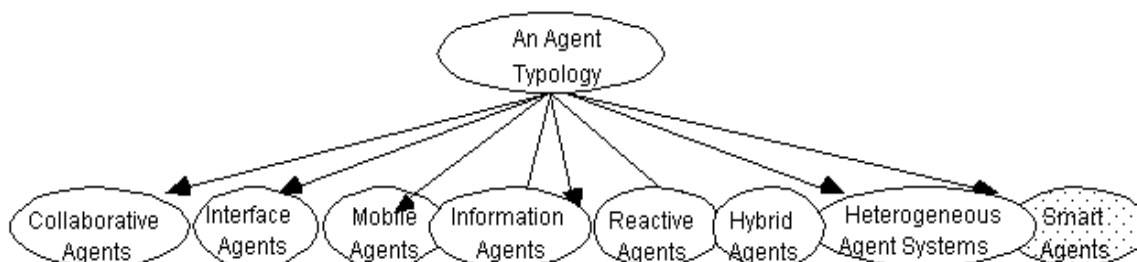 An Agent
Typology
Collaborative
Agents
Interface
Agents
Mobile
Agents
Information
Agents
Reactive
Agents
Hybrid
Agents
Heterogeneous
Agent Systems
Smart
Agents